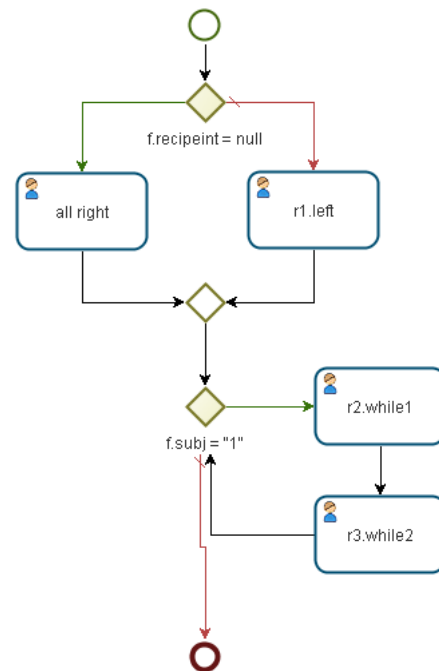 f.recipeint = null
all right
r1.left
r2.while1
f.subj = "1"
r3.while2